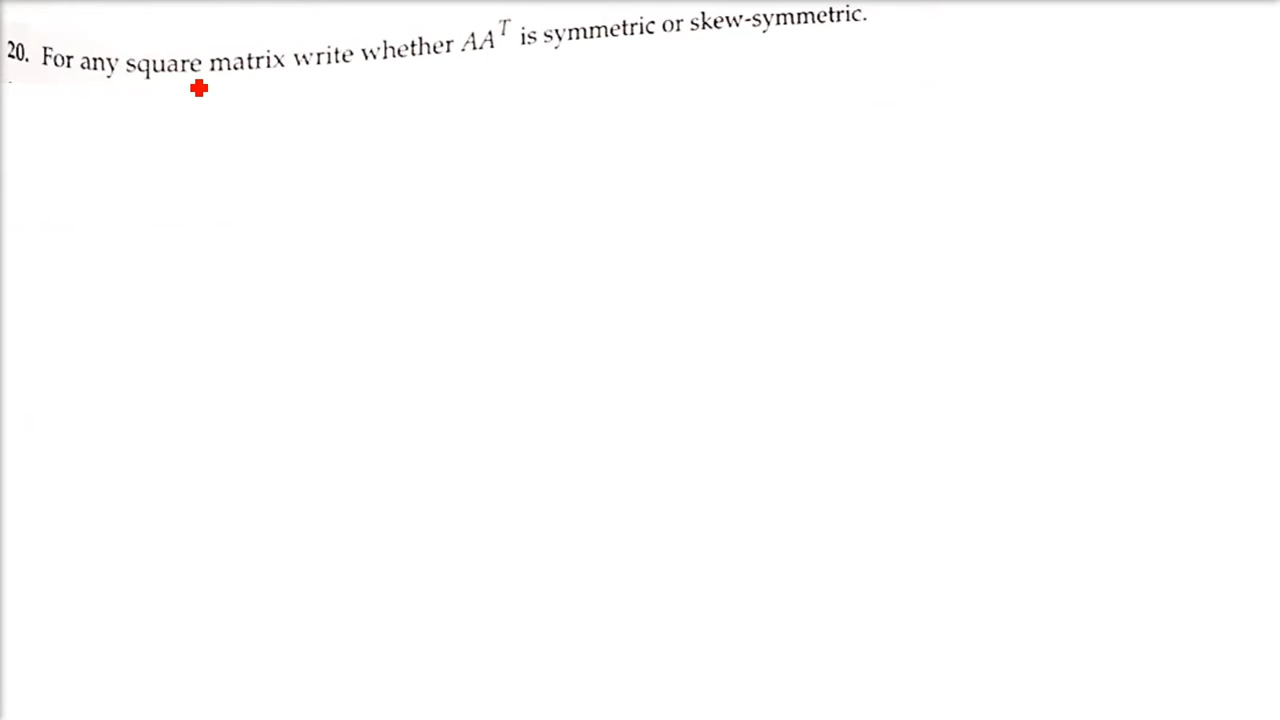 20. For any square matrix write whether AA^T is symmetric or skew-symmetric.